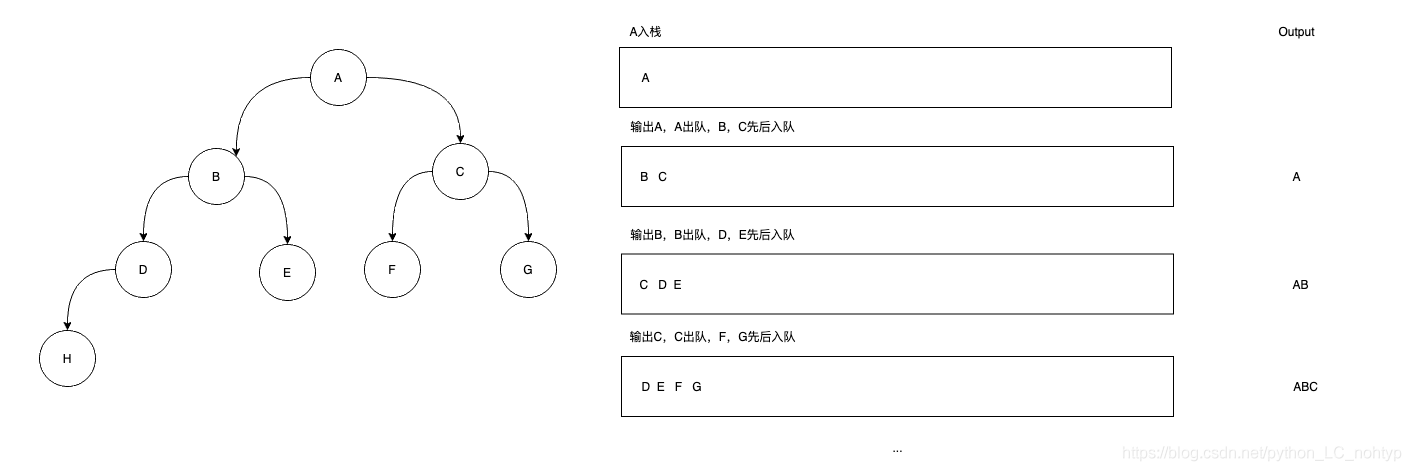 A
B
C
D
E
F
G
H
A入栈
Output
A
输出A，A出队，B，C先后入队
B C
A
输出B，B出队，D，E先后入队
C D E
AB
输出C，C出队，F，G先后入队
D E F G
ABC
...
https://blog.csdn.net/python_LC_nohtyp